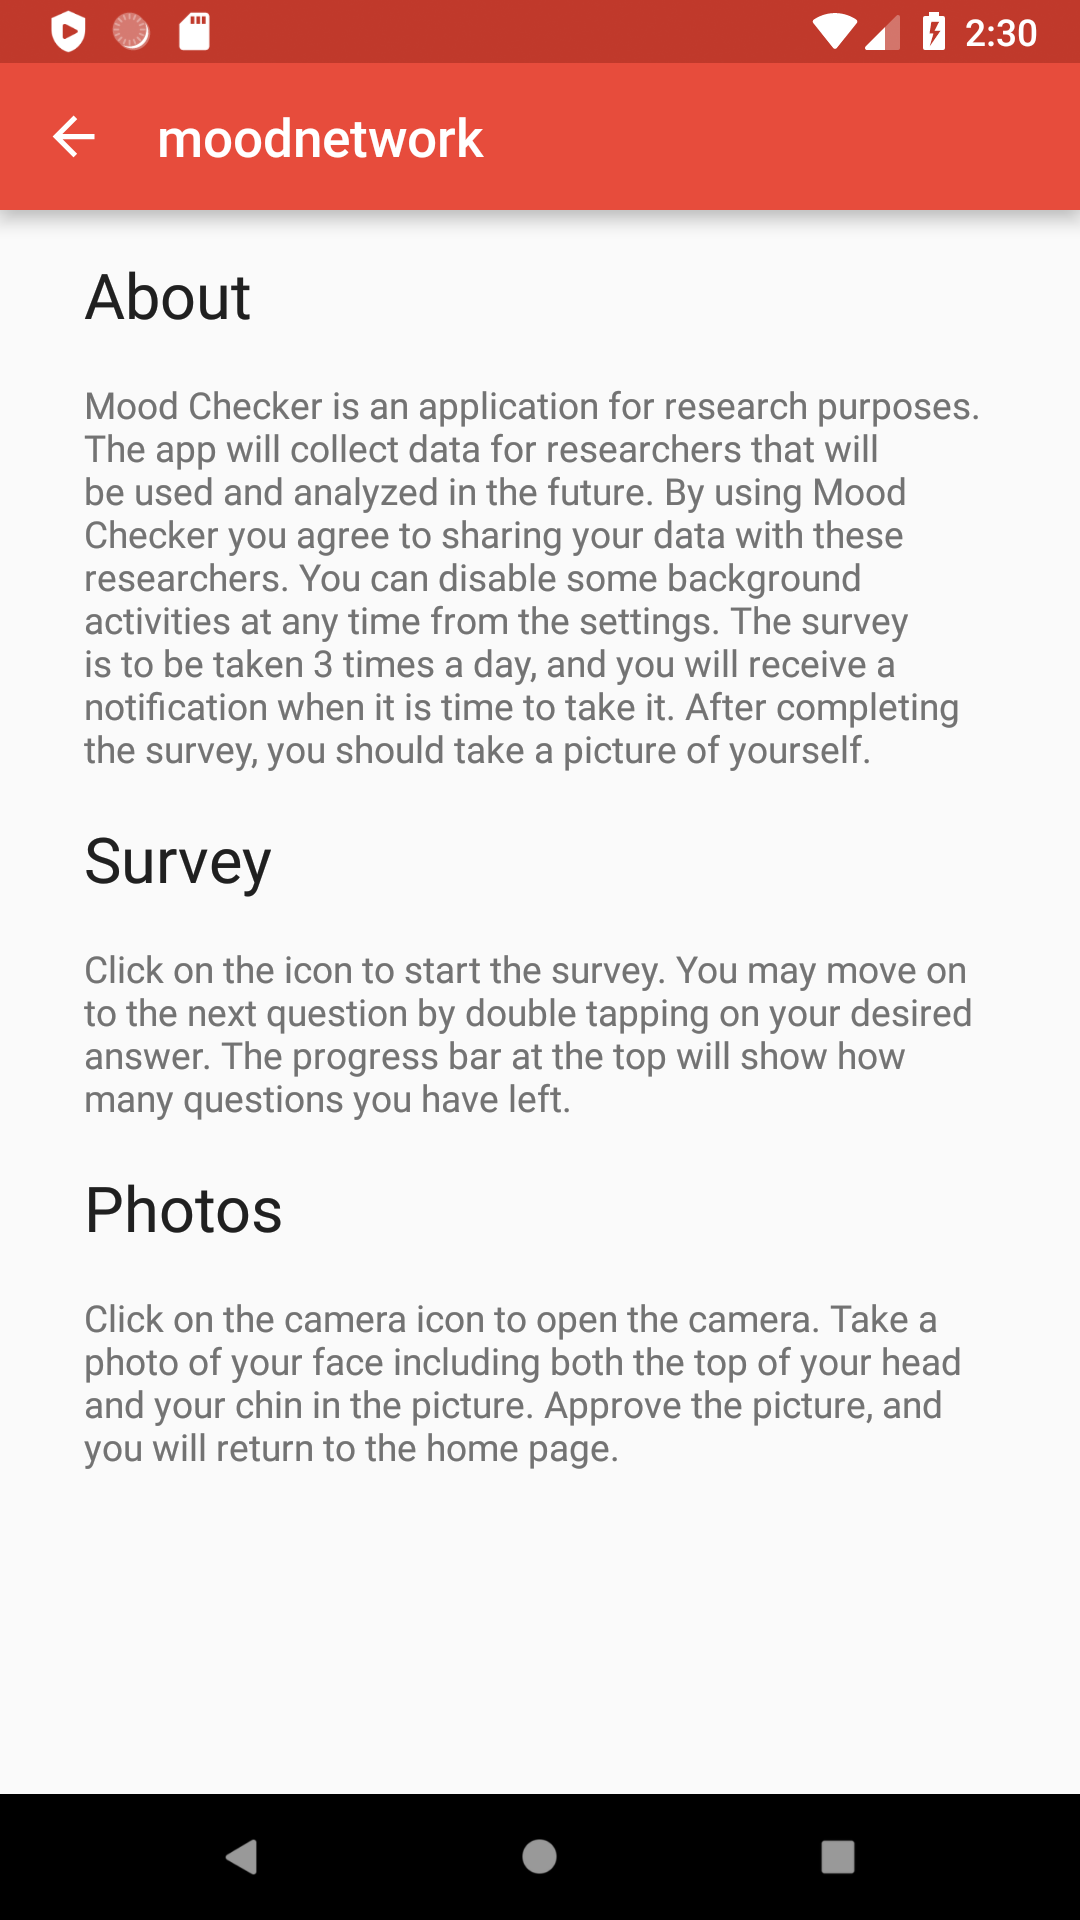 2:30
moodnetwork
About
Mood Checker is an application for research purposes.
The app will collect data for researchers that will
be used and analyzed in the future. By using Mood
Checker you agree to sharing your data with these
researchers. You can disable some background
activities at any time from the settings. The survey
is to be taken 3 times a day, and you will receive a
notification when it is time to take it. After completing
the survey, you should take a picture of yourself.
Survey
Click on the icon to start the survey. You may move on
to the next question by double tapping on your desired
answer. The progress bar at the top will show how
many questions you have left.
Photos
Click on the camera icon to open the camera. Take a
photo of your face including both the top of your head
and your chin in the picture. Approve the picture, and
you will return to the home page.